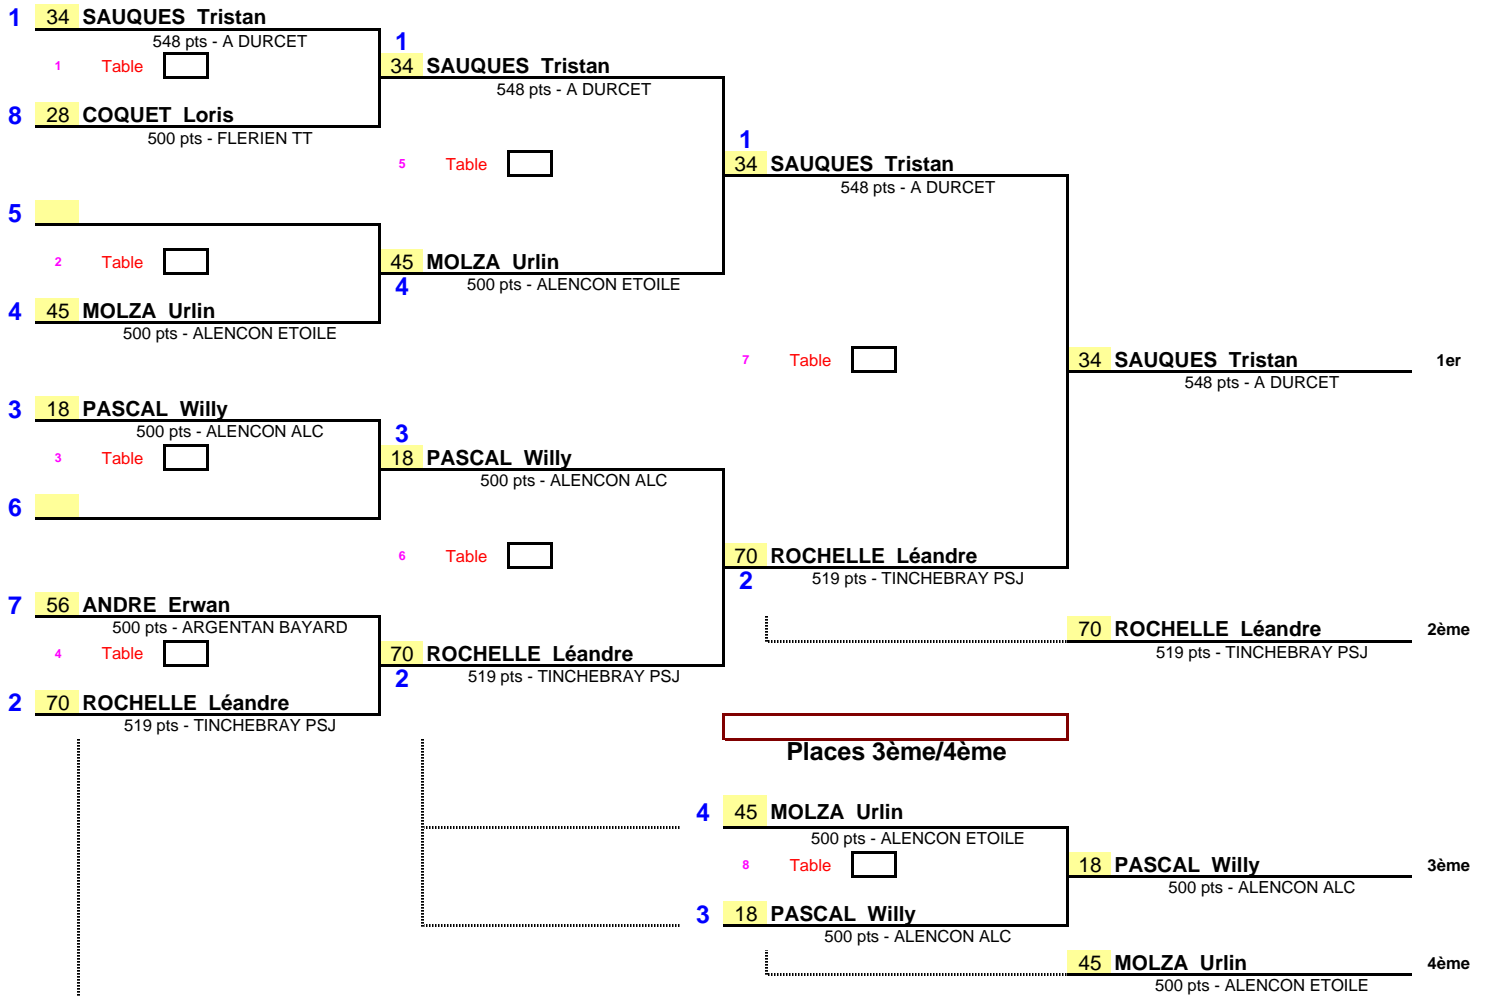 1 34 SAUQUES Tristan
548 pts - A DURCET
1 Table
8 28 COQUET Loris
500 pts - FLERIEN TT
5
2 Table
4 45 MOLZA Urlin
500 pts - ALENCON ETOILE
3 18 PASCAL Willy
500 pts - ALENCON ALC
3 Table
6
7 56 ANDRE Erwan
500 pts - ARGENTAN BAYARD
4 Table
2 70 ROCHELLE Léandre
519 pts - TINCHEBRAY PSJ
1
34 SAUQUES Tristan
548 pts - A DURCET
5 Table
45 MOLZA Urlin
4 500 pts - ALENCON ETOILE
3
18 PASCAL Willy
500 pts - ALENCON ALC
6 Table
70 ROCHELLE Léandre
2 519 pts - TINCHEBRAY PSJ
1
34 SAUQUES Tristan
548 pts - A DURCET
7 Table
70 ROCHELLE Léandre
2 519 pts - TINCHEBRAY PSJ
34 SAUQUES Tristan 1er
548 pts - A DURCET
70 ROCHELLE Léandre 2ème
519 pts - TINCHEBRAY PSJ
Places 3ème/4ème
4 45 MOLZA Urlin
500 pts - ALENCON ETOILE
8 Table
3 18 PASCAL Willy
500 pts - ALENCON ALC
18 PASCAL Willy 3ème
500 pts - ALENCON ALC
45 MOLZA Urlin 4ème
500 pts - ALENCON ETOILE